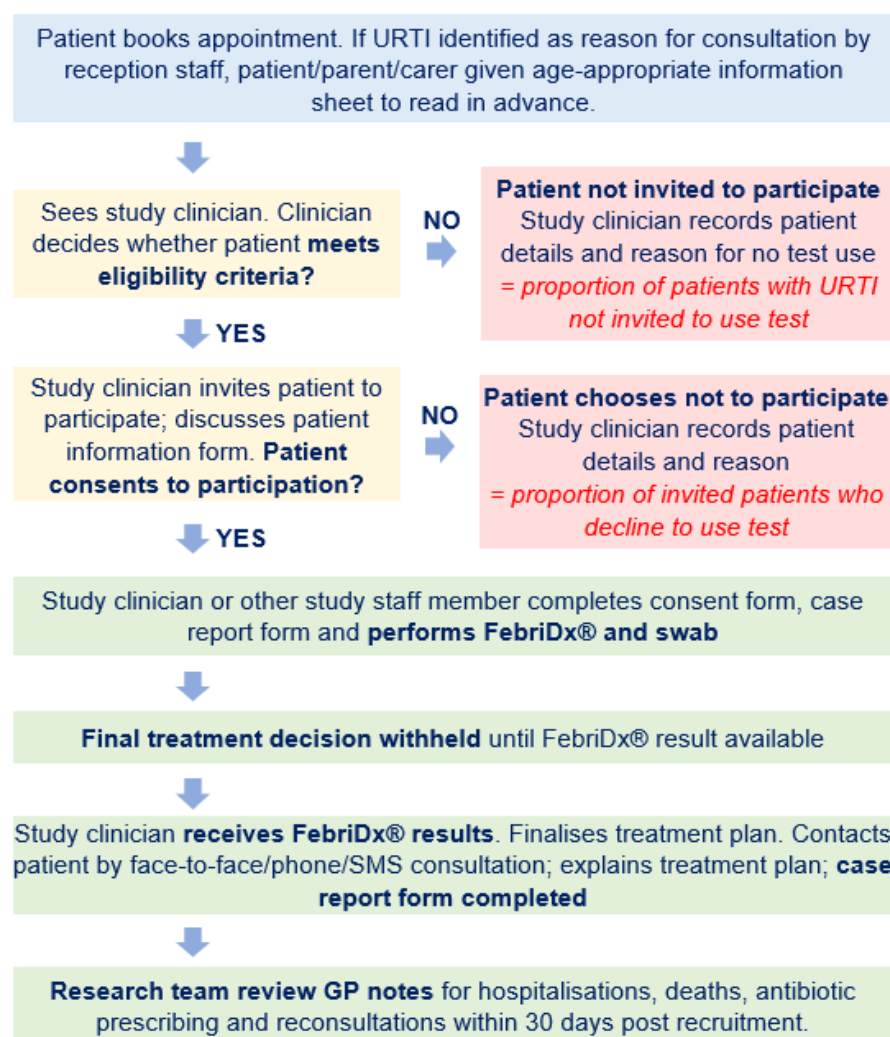 Patient books appointment. If URTI identified as reason for consultation by
reception staff, patient/parent/carer given age-appropriate information
sheet to read in advance.
Sees study clinician. Clinician
decides whether patient meets
eligibility criteria?
NO
Patient not invited to participate
Study clinician records patient
details and reason for no test use
= proportion of patients with URTI
not invited to use test
YES
Study clinician invites patient to
participate; discusses patient
information form. Patient
consents to participation?
NO
Patient chooses not to participate
Study clinician records patient
details and reason
= proportion of invited patients who
decline to use test
YES
Study clinician or other study staff member completes consent form, case
report form and performs FebriDx® and swab
Final treatment decision withheld until FebriDx® result available
Study clinician receives FebriDx® results. Finalises treatment plan. Contacts
patient by face-to-face/phone/SMS consultation; explains treatment plan; case
report form completed
Research team review GP notes for hospitalisations, deaths, antibiotic
prescribing and reconsultations within 30 days post recruitment.